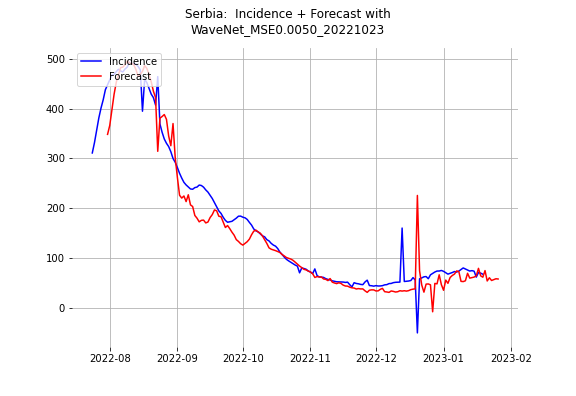 Serbia:  Incidence + Forecast with
WaveNet_MSE0.0050_20221023
Incidence
Forecast
500
400
300
200
100
0
2022-08 2022-09 2022-10 2022-11 2022-12 2023-01 2023-02